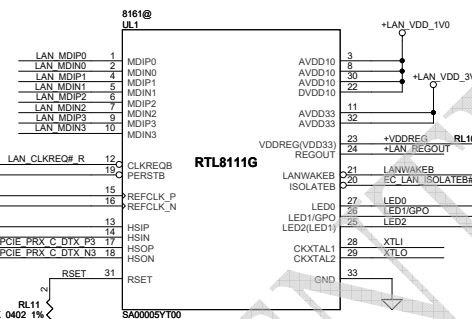 8161@
UL1
+LAN_VDD_1V0
LAN_MDIP0 1 MDIP0 AVDD10 3
LAN_MDIN0 2 MDIN0 AVDD10 8
LAN_MDIP1 4 MDIP1 AVDD10 30
LAN_MDIN1 5 MDIN1 DVDD10 22
+LAN_VDD_3V
LAN_MDIP2 6 MDIP2
LAN_MDIN2 7 MDIN2 AVDD33 11
LAN_MDIP3 9 MDIP3 AVDD33 32
LAN_MDIN3 10 MDIN3
VDDREG(VDD33) 23 +VDDREG RL10
REGOUT 24 +LAN_REGOUT
LAN_CLKREQ#_R 12 CLKREQB RTL8111G
19 PERSTB LANWAKEB 21 LANWAKEB
ISOLATEB 20 EC_LAN_ISOLATEB#
15 REFCLK_P
16 REFCLK_N LED0 27 LED0
LED1/GPO 26 LED1/GPO
13 HSIP LED2(LED1) 25 LED2
14 HSIN
PCIE_PRX_C_DTX_P3 17 HSOP CKXTAL1 28 XTLI
PCIE_PRX_C_DTX_N3 18 HSON CKXTAL2 29 XTLO
RSET 31 RSET GND 33
2
RL11
0402_1%
SA00005YT00